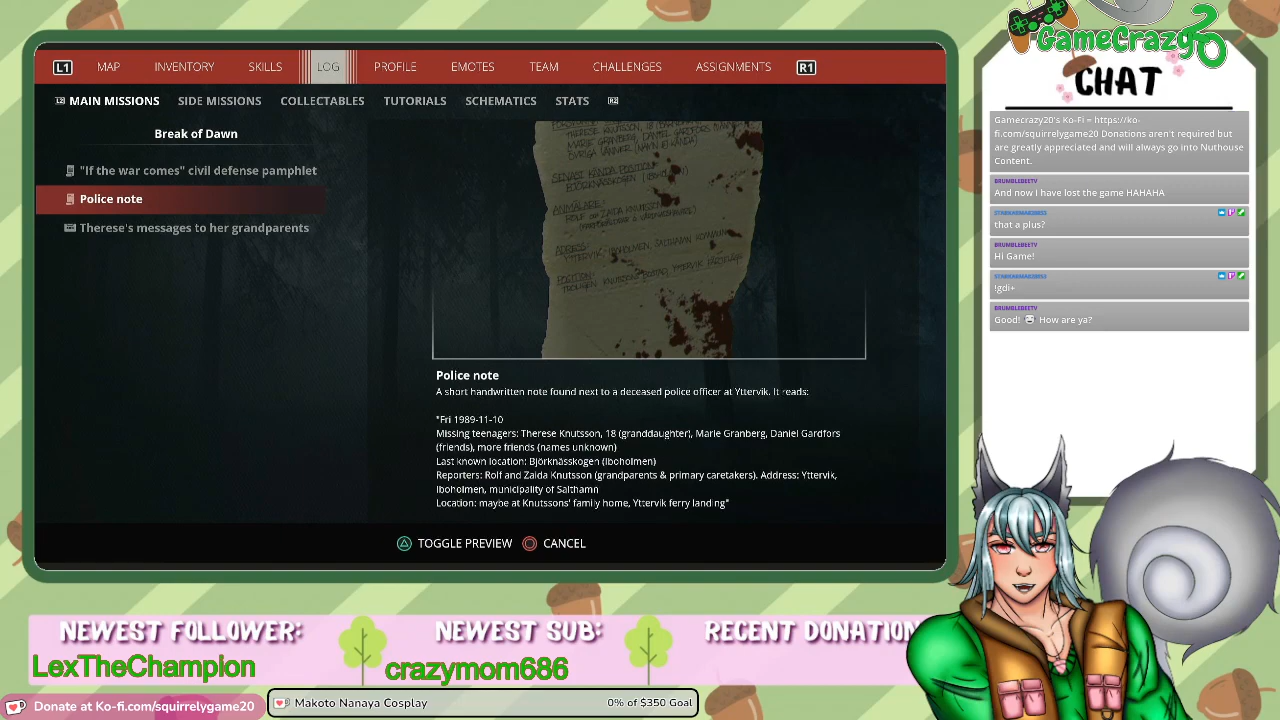 L1 MAP INVENTORY SKILLS LOG PROFILE EMOTES TEAM CHALLENGES ASSIGNMENTS R1
L2 MAIN MISSIONS SIDE MISSIONS COLLECTABLES TUTORIALS SCHEMATICS STATS R2
Break of Dawn
"If the war comes" civil defense pamphlet
Police note
Therese's messages to her grandparents
Police note
A short handwritten note found next to a deceased police officer at Yttervik. It reads:
"Fri 1989-11-10
Missing teenagers: Therese Knutsson, 18 (granddaughter), Marie Granberg, Daniel Gardfors
(friends), more friends (names unknown)
Last known location: Björknässkogen (Iboholmen)
Reporters: Rolf and Zaida Knutsson (grandparents & primary caretakers). Address: Yttervik,
Iboholmen, municipality of Salthamn
Location: maybe at Knutssons' family home, Yttervik ferry landing"
TOGGLE PREVIEW CANCEL
GameCrazy20
CHAT
Gamecrazy20's Ko-Fi = https://ko-
fi.com/squirrelygame20 Donations aren't required but
are greatly appreciated and will always go into Nuthouse
Content.
BRUMBLEBEETV
And now I have lost the game HAHAHA
that a plus?
BRUMBLEBEETV
Hi Game!
!gdi+
BRUMBLEBEETV
Good! How are ya?
NEWEST FOLLOWER:
LexTheChampion
NEWEST SUB:
crazymom686
RECENT DONATION
Donate at Ko-fi.com/squirrelygame20
Makoto Nanaya Cosplay 0% of $350 Goal